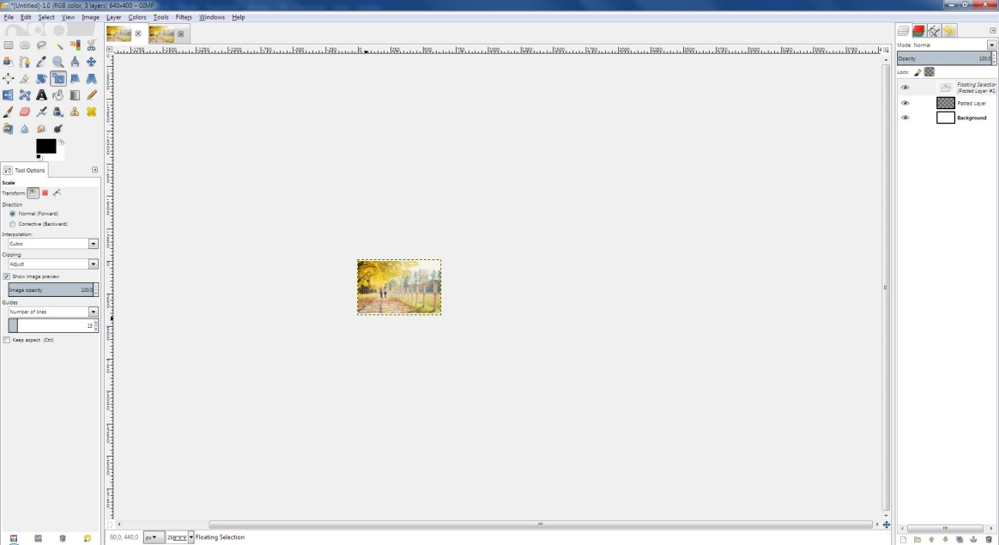 *[Untitled]-1.0 (RGB color, 3 layers) 640x400 – GIMP
File Edit Select View Image Layer Colors Tools Filters Windows Help
Tool Options
Scale
Transform:
Direction
Normal (Forward)
Corrective (Backward)
Interpolation:
Cubic
Clipping:
Adjust
Show image preview
Image opacity 100.0
Guides
Number of lines
15
Keep aspect (Ctrl)
60,0, 440,0 px Floating Selection
Mode: Normal
Opacity 100,0
Lock:
Floating Selection
(Pasted Layer #2)
Pasted Layer
Background